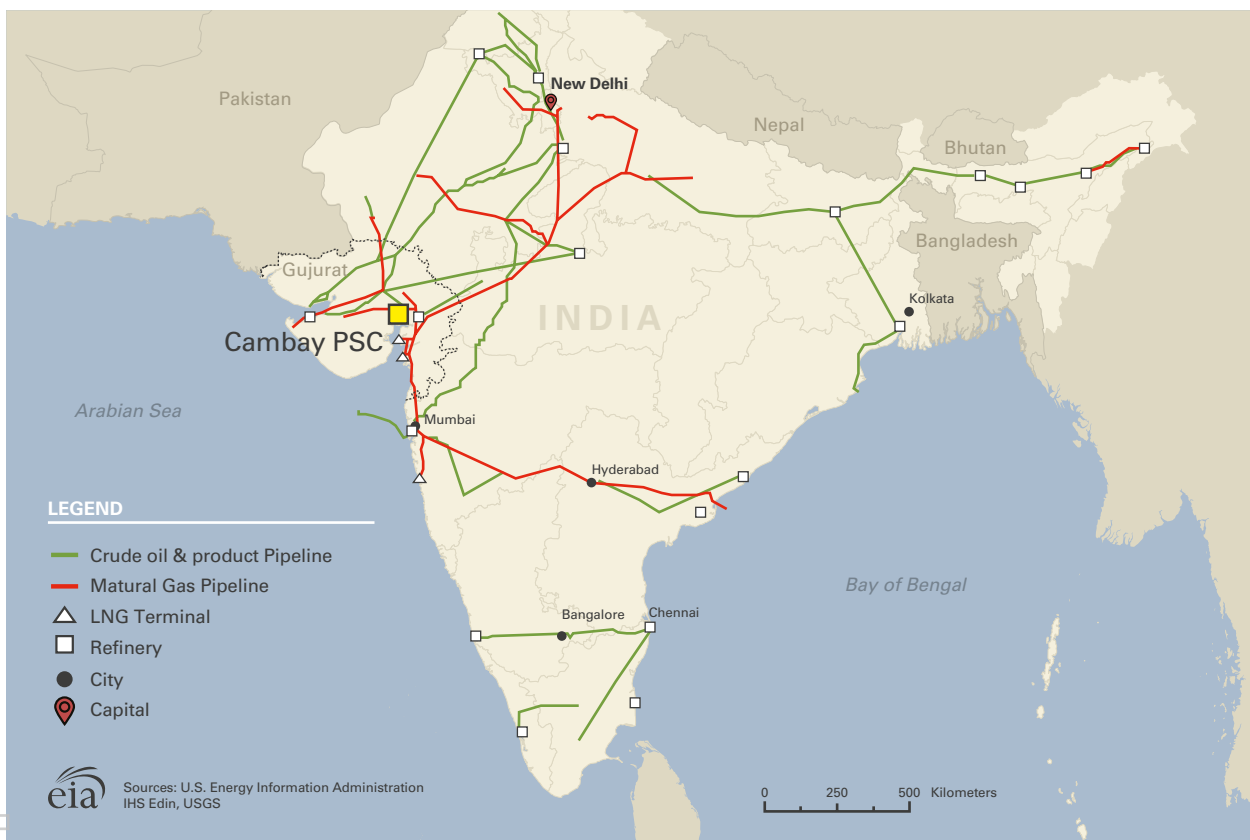 New Delhi
Pakistan
Nepal
Bhutan
Bangladesh
Gujurat
Kolkata
INDIA
Cambay PSC
Arabian Sea
Mumbai
Hyderabad
LEGEND
Crude oil & product Pipeline
Matural Gas Pipeline
LNG Terminal
Refinery
City
Capital
Bay of Bengal
Bangalore
Chennai
eia
Sources: U.S. Energy Information Administration
IHS Edin, USGS
0 250 500 Kilometers